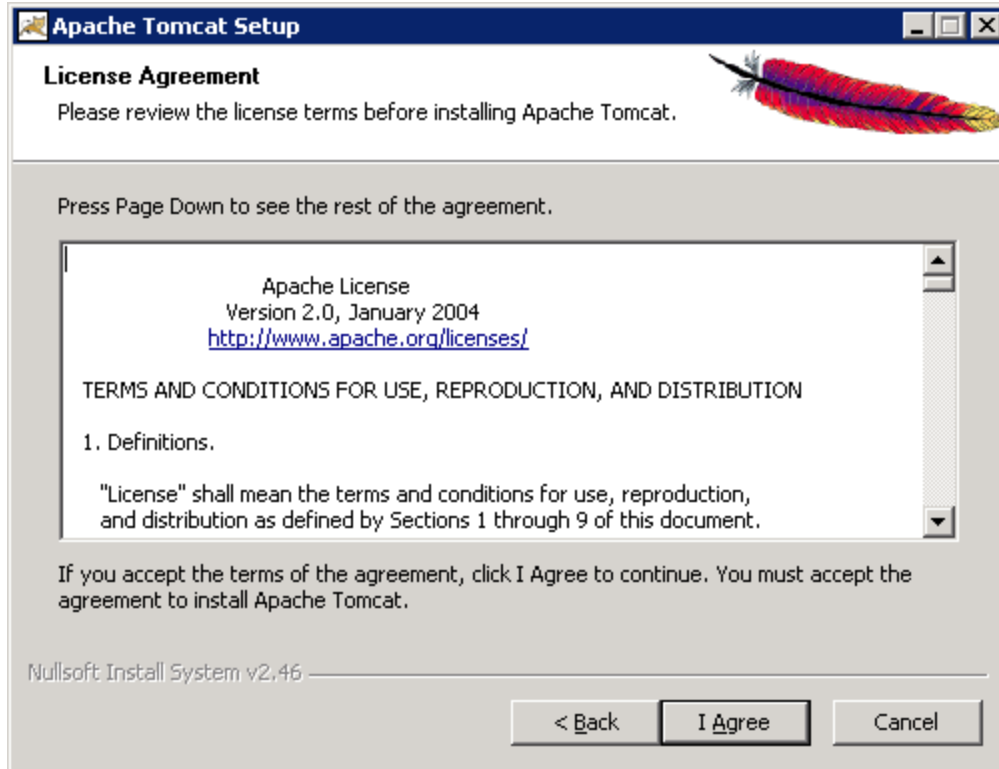 Apache Tomcat Setup
License Agreement
Please review the license terms before installing Apache Tomcat.
Press Page Down to see the rest of the agreement.
Apache License
Version 2.0, January 2004
http://www.apache.org/licenses/
TERMS AND CONDITIONS FOR USE, REPRODUCTION, AND DISTRIBUTION
1. Definitions.
"License" shall mean the terms and conditions for use, reproduction,
and distribution as defined by Sections 1 through 9 of this document.
If you accept the terms of the agreement, click I Agree to continue. You must accept the
agreement to install Apache Tomcat.
Nullsoft Install System v2.46
< Back
I Agree
Cancel